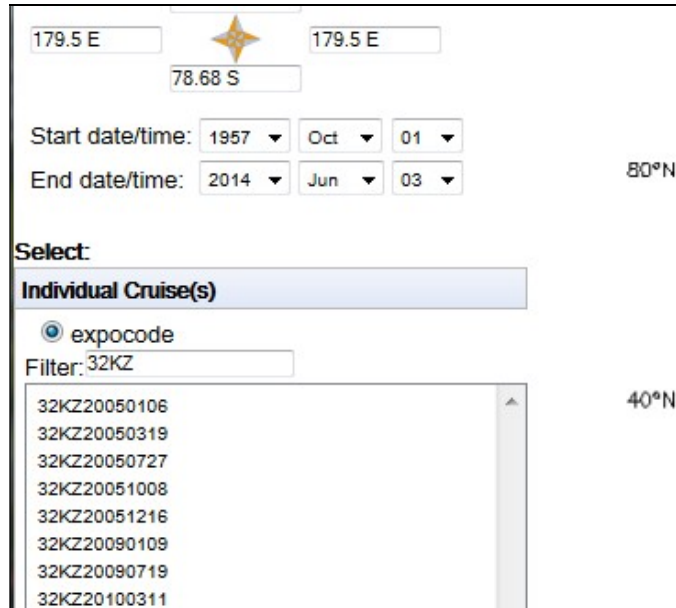 179.5 E 179.5 E
78.68 S
Start date/time: 1957 Oct 01
End date/time: 2014 Jun 03
80°N
Select:
Individual Cruise(s)
expocode
Filter: 32KZ
32KZ20050106
40°N
32KZ20050319
32KZ20050727
32KZ20051008
32KZ20051216
32KZ20090109
32KZ20090719
32KZ20100311